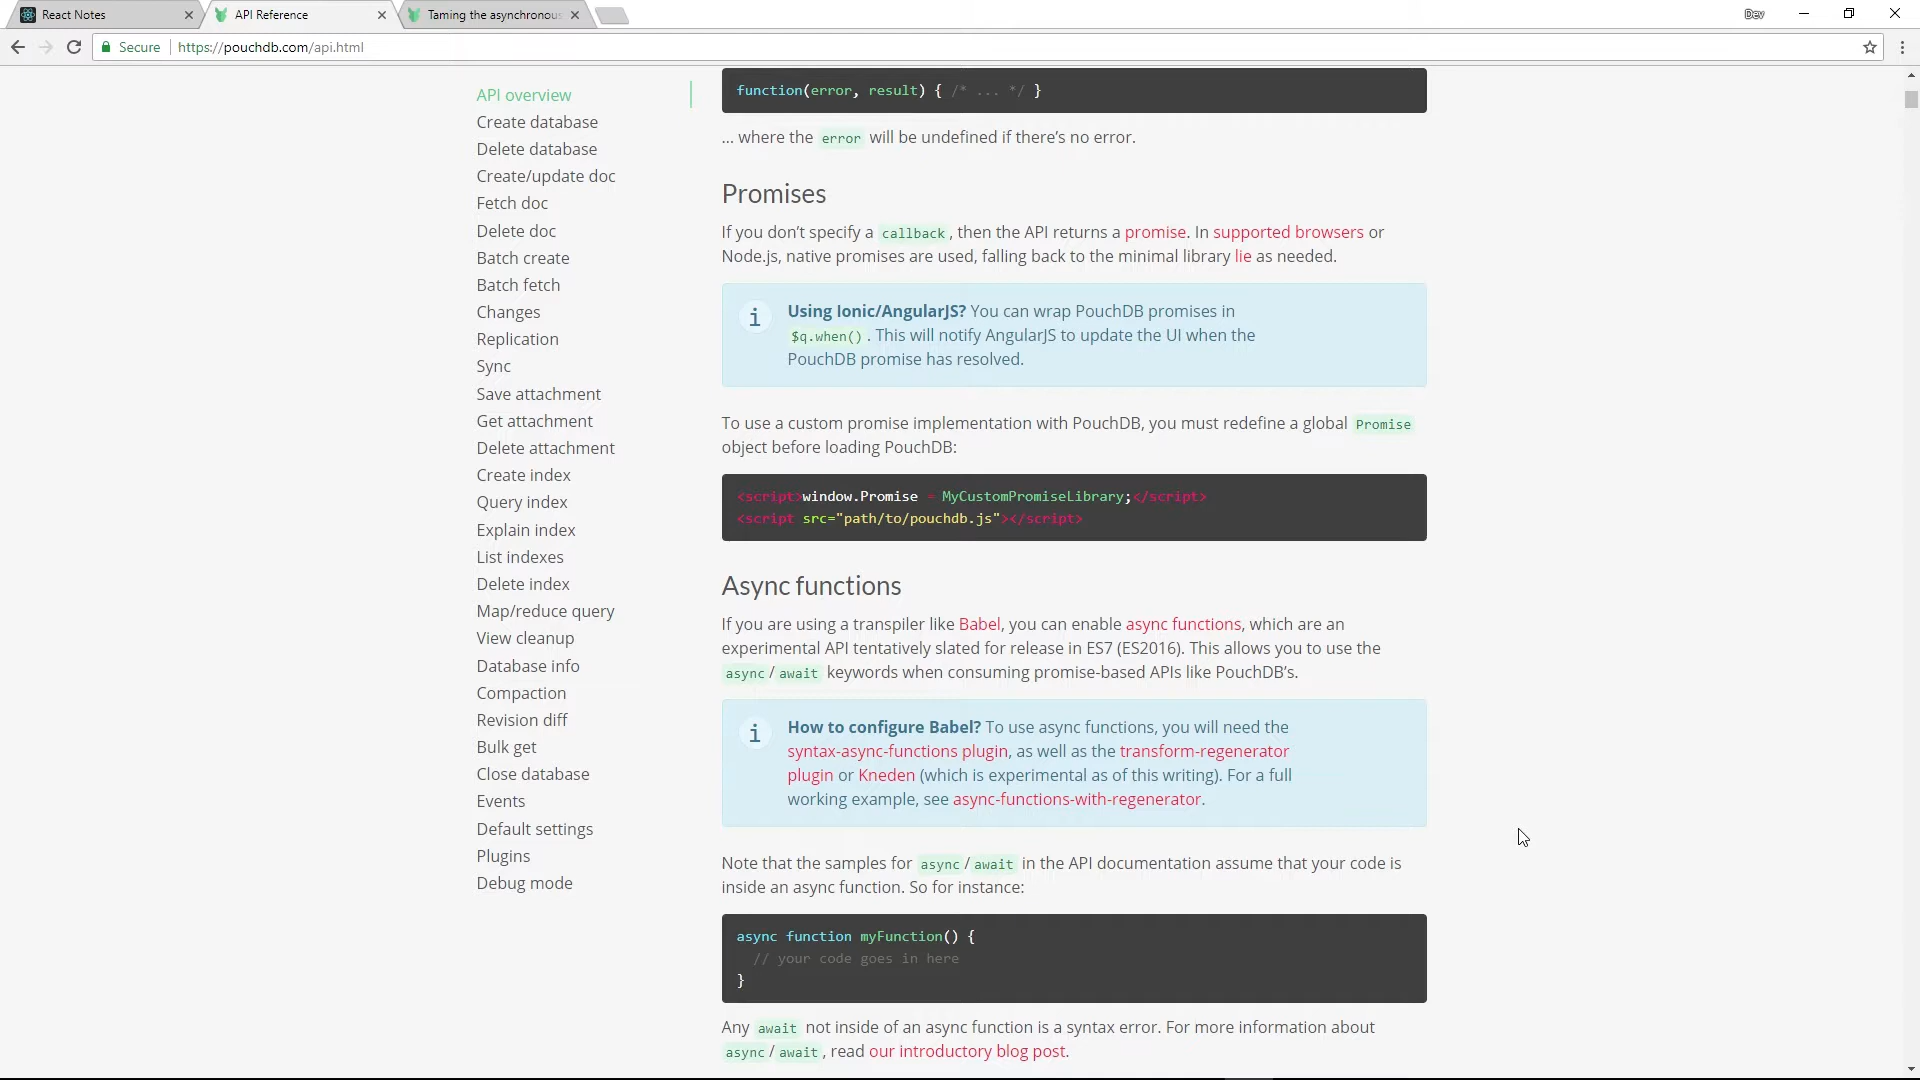 React Notes
API Reference
Taming the asynchronous
Dev
Secure
https://pouchdb.com/api.html
API overview
Create database
Delete database
Create/update doc
Fetch doc
Delete doc
Batch create
Batch fetch
Changes
Replication
Sync
Save attachment
Get attachment
Delete attachment
Create index
Query index
Explain index
List indexes
Delete index
Map/reduce query
View cleanup
Database info
Compaction
Revision diff
Bulk get
Close database
Events
Default settings
Plugins
Debug mode
function(error, result) { /* ... */ }
... where the error will be undefined if there's no error.
Promises
If you don't specify a callback, then the API returns a promise. In supported browsers or
Node.js, native promises are used, falling back to the minimal library lie as needed.
i
Using Ionic/AngularJS? You can wrap PouchDB promises in
$q.when(). This will notify AngularJS to update the UI when the
PouchDB promise has resolved.
To use a custom promise implementation with PouchDB, you must redefine a global Promise
object before loading PouchDB:
<script>window.Promise = MyCustomPromiseLibrary;</script>
<script src="path/to/pouchdb.js"></script>
Async functions
If you are using a transpiler like Babel, you can enable async functions, which are an
experimental API tentatively slated for release in ES7 (ES2016). This allows you to use the
async/await keywords when consuming promise-based APIs like PouchDB's.
i
How to configure Babel? To use async functions, you will need the
syntax-async-functions plugin, as well as the transform-regenerator
plugin or Kneden (which is experimental as of this writing). For a full
working example, see async-functions-with-regenerator.
Note that the samples for async/await in the API documentation assume that your code is
inside an async function. So for instance:
async function myFunction() {
// your code goes in here
}
Any await not inside of an async function is a syntax error. For more information about
async/await, read our introductory blog post.